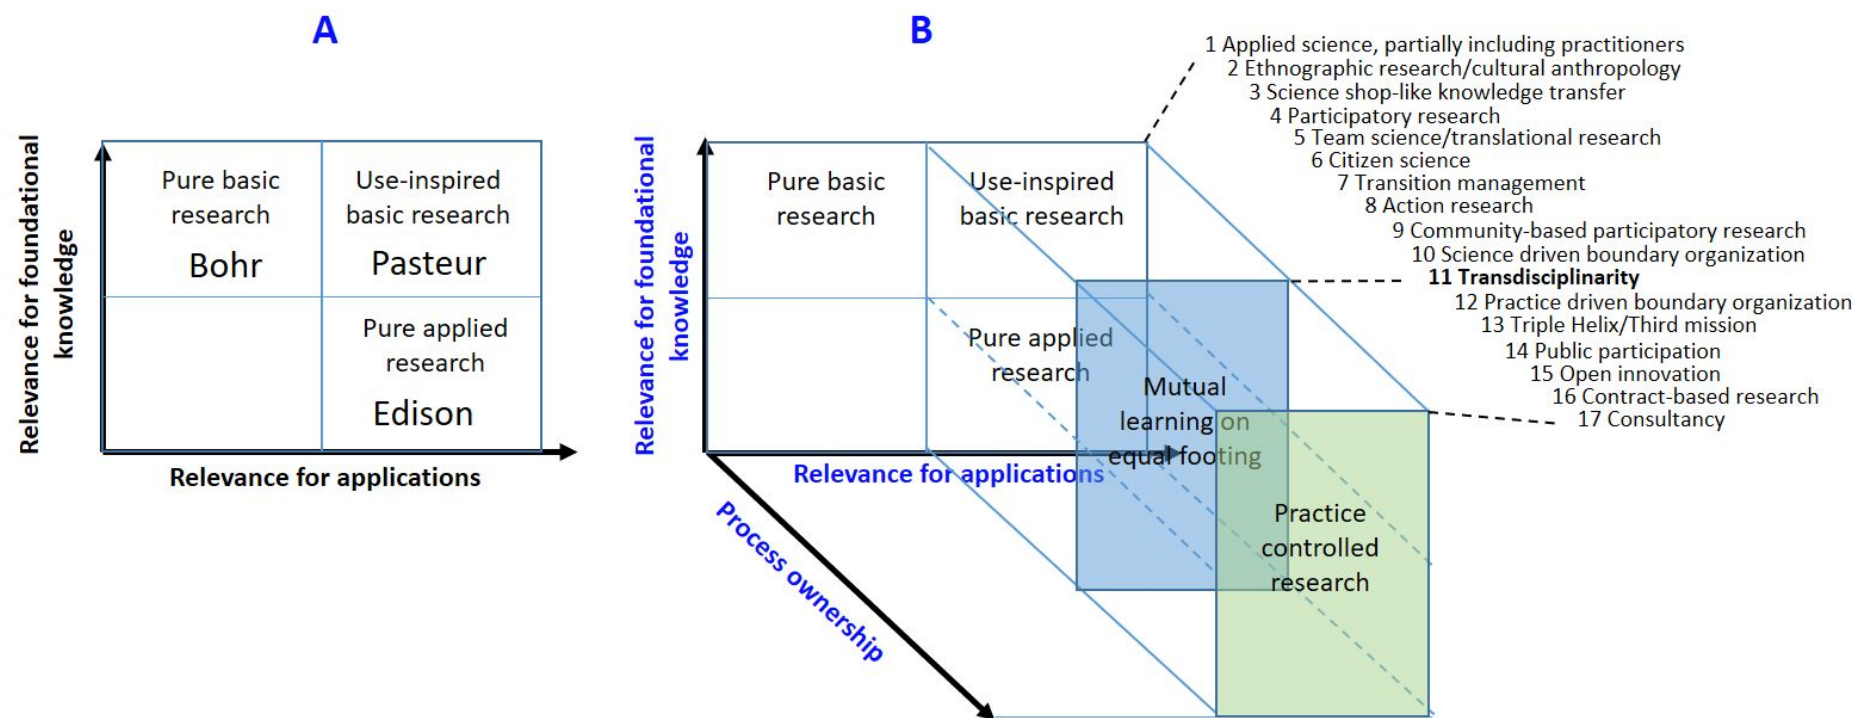 A
Relevance for foundational
knowledge
Pure basic
research
Bohr
Use-inspired
basic research
Pasteur
Pure applied
research
Edison
Relevance for applications
B
Relevance for foundational
knowledge
Pure basic
research
Use-inspired
basic research
Pure applied
research
Mutual
learning on
equal footing
Relevance for applications
Practice
controlled
research
Process ownership
1 Applied science, partially including practitioners
2 Ethnographic research/cultural anthropology
3 Science shop-like knowledge transfer
4 Participatory research
5 Team science/translational research
6 Citizen science
7 Transition management
8 Action research
9 Community-based participatory research
10 Science driven boundary organization
11 Transdisciplinarity
12 Practice driven boundary organization
13 Triple Helix/Third mission
14 Public participation
15 Open innovation
16 Contract-based research
17 Consultancy